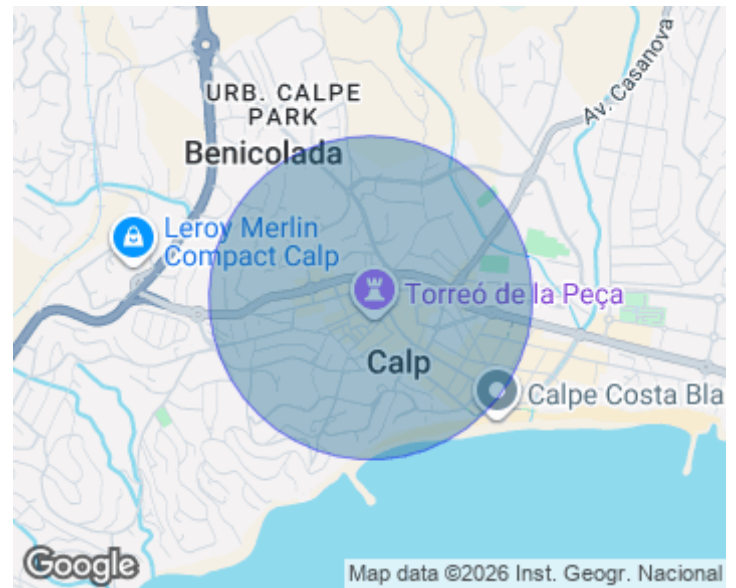 URB. CALPE
PARK
Benicolada
Av. Casanova
Leroy Merlin
Compact Calp
Torreó de la Peça
Calp
Calpe Costa Bla
Google
Map data ©2026 Inst. Geogr. Nacional